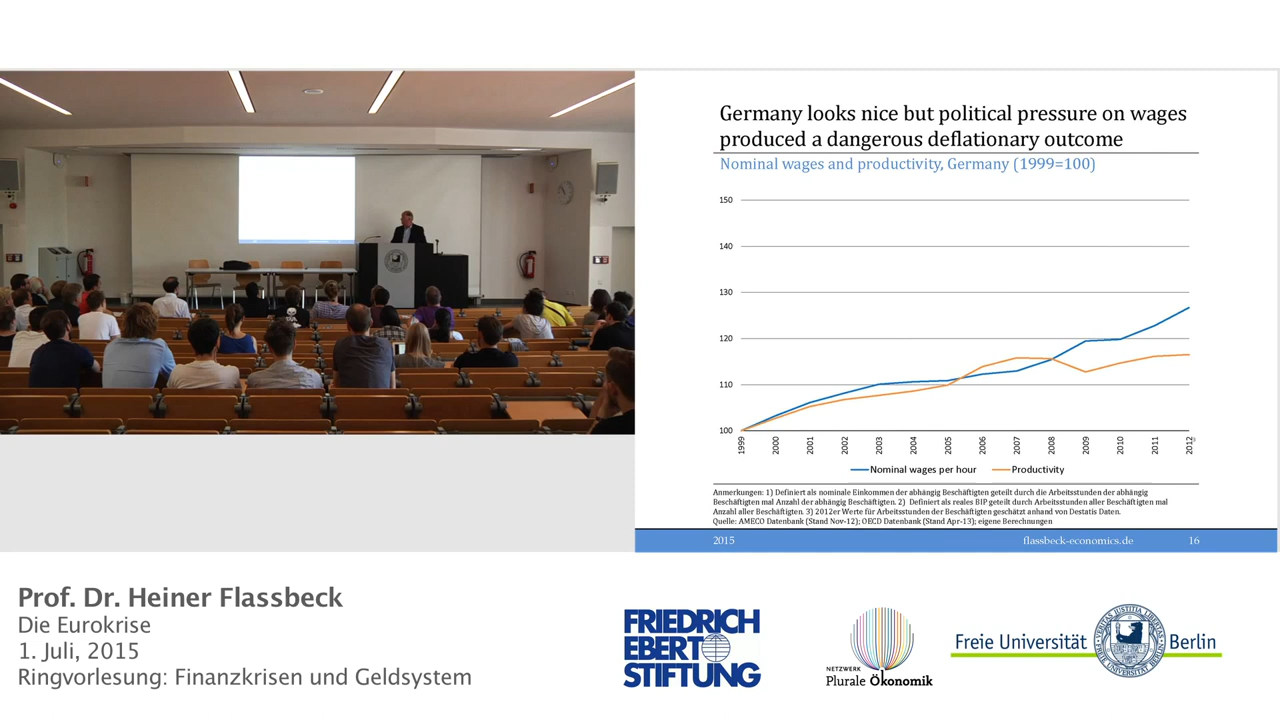 Germany looks nice but political pressure on wages
produced a dangerous deflationary outcome
Nominal wages and productivity, Germany (1999=100)
150
140
130
120
110
100
1999
2000
2001
2002
2003
2004
2005
2006
2007
2008
2009
2010
2011
2012
Nominal wages per hour
Productivity
Anmerkungen: 1) Definiert als nominale Einkommen der abhängig Beschäftigten geteilt durch die Arbeitsstunden der abhängig
Beschäftigten mal Anzahl der abhängig Beschäftigten. 2) Definiert als reales BIP geteilt durch Arbeitsstunden aller Beschäftigten mal
Anzahl aller Beschäftigten. 3) 2012er Werte für Arbeitsstunden der Beschäftigten geschätzt anhand von Destatis Daten.
Quelle: AMECO Datenbank (Stand Nov-12); OECD Datenbank (Stand Apr-13); eigene Berechnungen
2015
flassbeck-economics.de
16
Prof. Dr. Heiner Flassbeck
Die Eurokrise
1. Juli, 2015
Ringvorlesung: Finanzkrisen und Geldsystem
FRIEDRICH
EBERT
STIFTUNG
NETZWERK
Plurale Ökonomik
Freie Universität Berlin